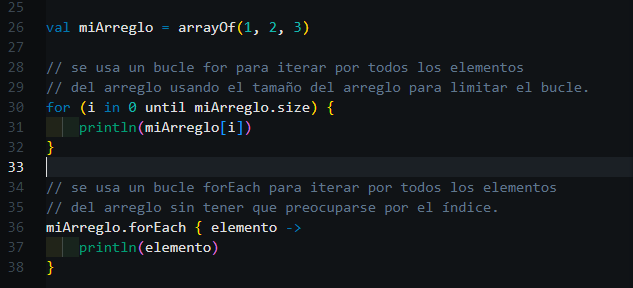 25
26 val miArreglo = arrayOf(1, 2, 3)
27
28 // se usa un bucle for para iterar por todos los elementos
29 // del arreglo usando el tamaño del arreglo para limitar el bucle.
30 for (i in 0 until miArreglo.size) {
31     println(miArreglo[i])
32 }
33
34 // se usa un bucle forEach para iterar por todos los elementos
35 // del arreglo sin tener que preocuparse por el índice.
36 miArreglo.forEach { elemento ->
37     println(elemento)
38 }